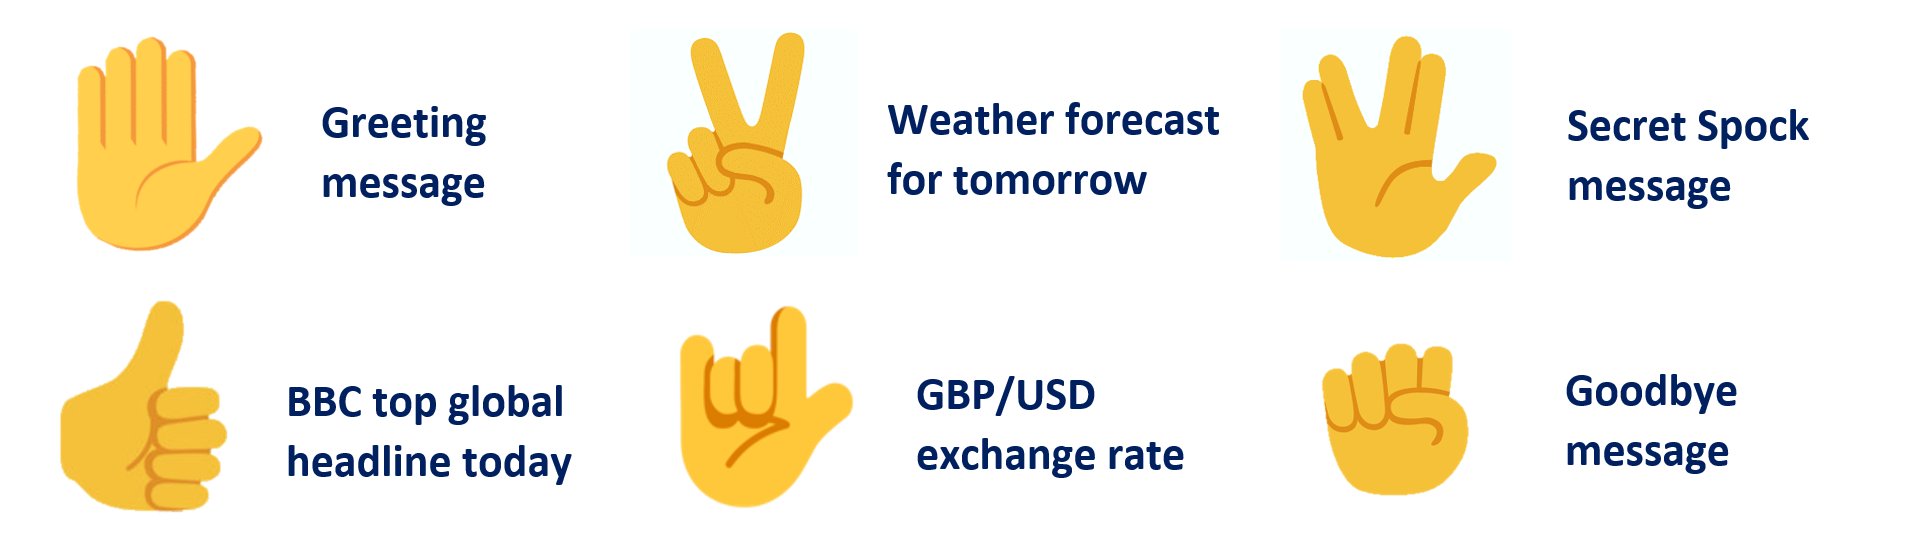 Greeting
message
Weather forecast
for tomorrow
Secret Spock
message
BBC top global
headline today
GBP/USD
exchange rate
Goodbye
message